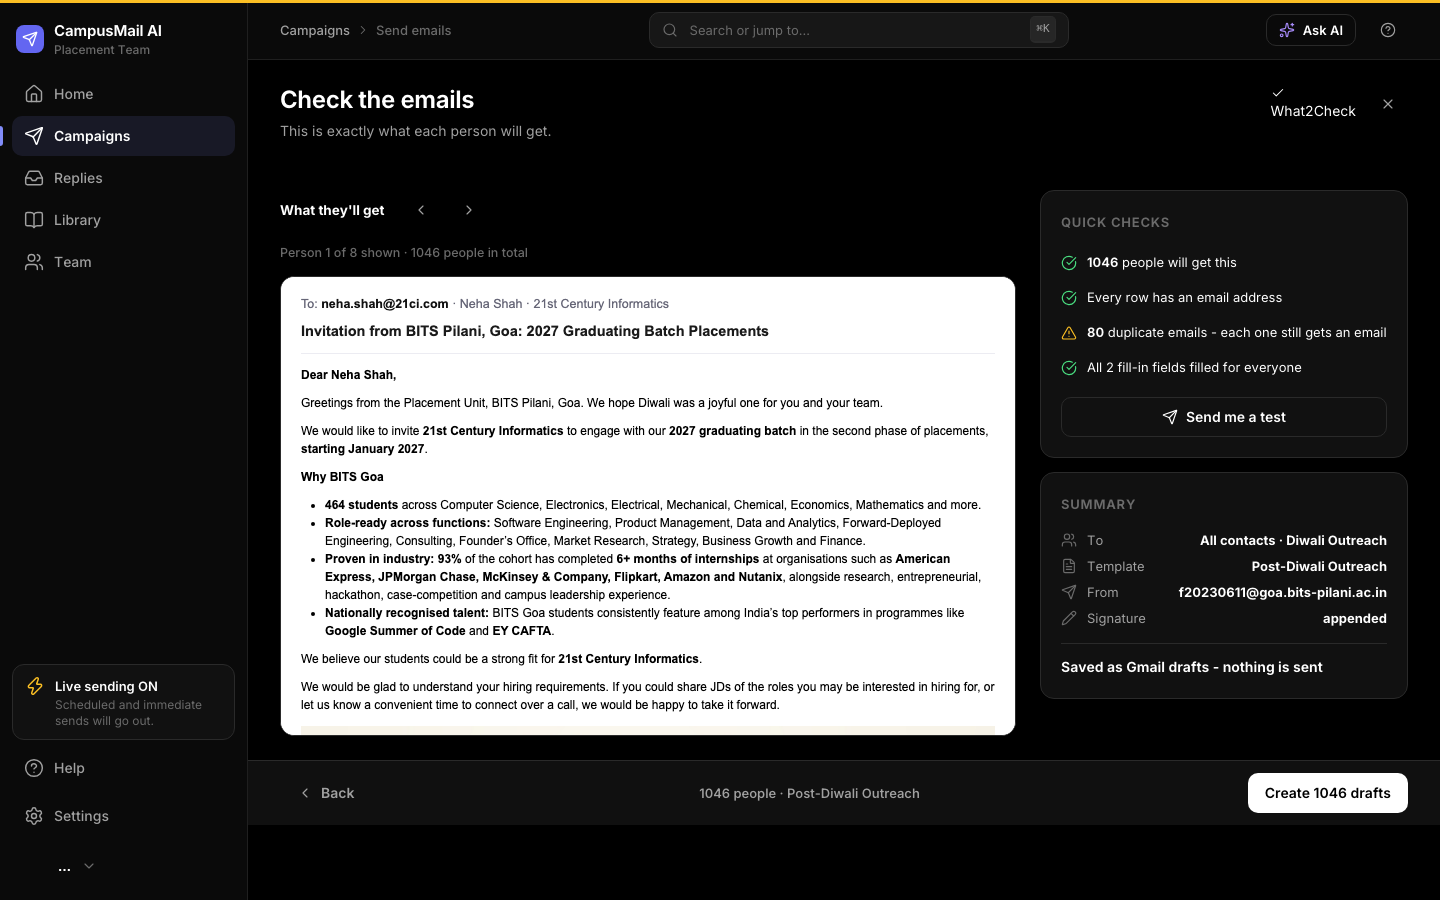 CampusMail AI
Placement Team
Home
Campaigns
Replies
Library
Team
Live sending ON
Scheduled and immediate
sends will go out.
Help
Settings
...
Campaigns > Send emails
Search or jump to...
⌘K
Ask AI
Check the emails
This is exactly what each person will get.
✓
What2Check
What they'll get
Person 1 of 8 shown · 1046 people in total
To: neha.shah@21ci.com · Neha Shah · 21st Century Informatics
Invitation from BITS Pilani, Goa: 2027 Graduating Batch Placements
Dear Neha Shah,
Greetings from the Placement Unit, BITS Pilani, Goa. We hope Diwali was a joyful one for you and your team.
We would like to invite 21st Century Informatics to engage with our 2027 graduating batch in the second phase of placements,
starting January 2027.
Why BITS Goa
• 464 students across Computer Science, Electronics, Electrical, Mechanical, Chemical, Economics, Mathematics and more.
• Role-ready across functions: Software Engineering, Product Management, Data and Analytics, Forward-Deployed
Engineering, Consulting, Founder's Office, Market Research, Strategy, Business Growth and Finance.
• Proven in industry: 93% of the cohort has completed 6+ months of internships at organisations such as American
Express, JPMorgan Chase, McKinsey & Company, Flipkart, Amazon and Nutanix, alongside research, entrepreneurial,
hackathon, case-competition and campus leadership experience.
• Nationally recognised talent: BITS Goa students consistently feature among India's top performers in programmes like
Google Summer of Code and EY CAFTA.
We believe our students could be a strong fit for 21st Century Informatics.
We would be glad to understand your hiring requirements. If you could share JDs of the roles you may be interested in hiring for, or
let us know a convenient time to connect over a call, we would be happy to take it forward.
QUICK CHECKS
1046 people will get this
Every row has an email address
80 duplicate emails - each one still gets an email
All 2 fill-in fields filled for everyone
Send me a test
SUMMARY
To All contacts · Diwali Outreach
Template Post-Diwali Outreach
From f20230611@goa.bits-pilani.ac.in
Signature appended
Saved as Gmail drafts - nothing is sent
Back
1046 people · Post-Diwali Outreach
Create 1046 drafts